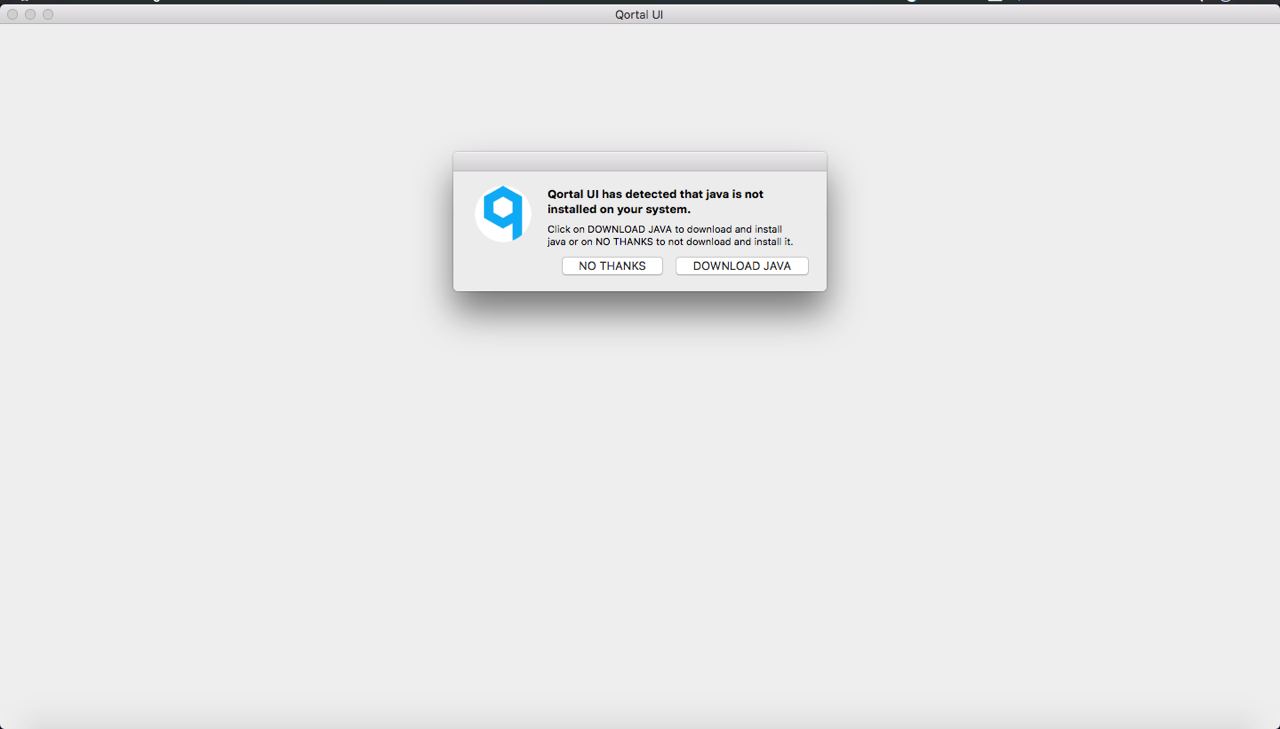 Qortal UI
Qortal UI has detected that java is not
installed on your system.
Click on DOWNLOAD JAVA to download and install
java or on NO THANKS to not download and install it.
NO THANKS
DOWNLOAD JAVA